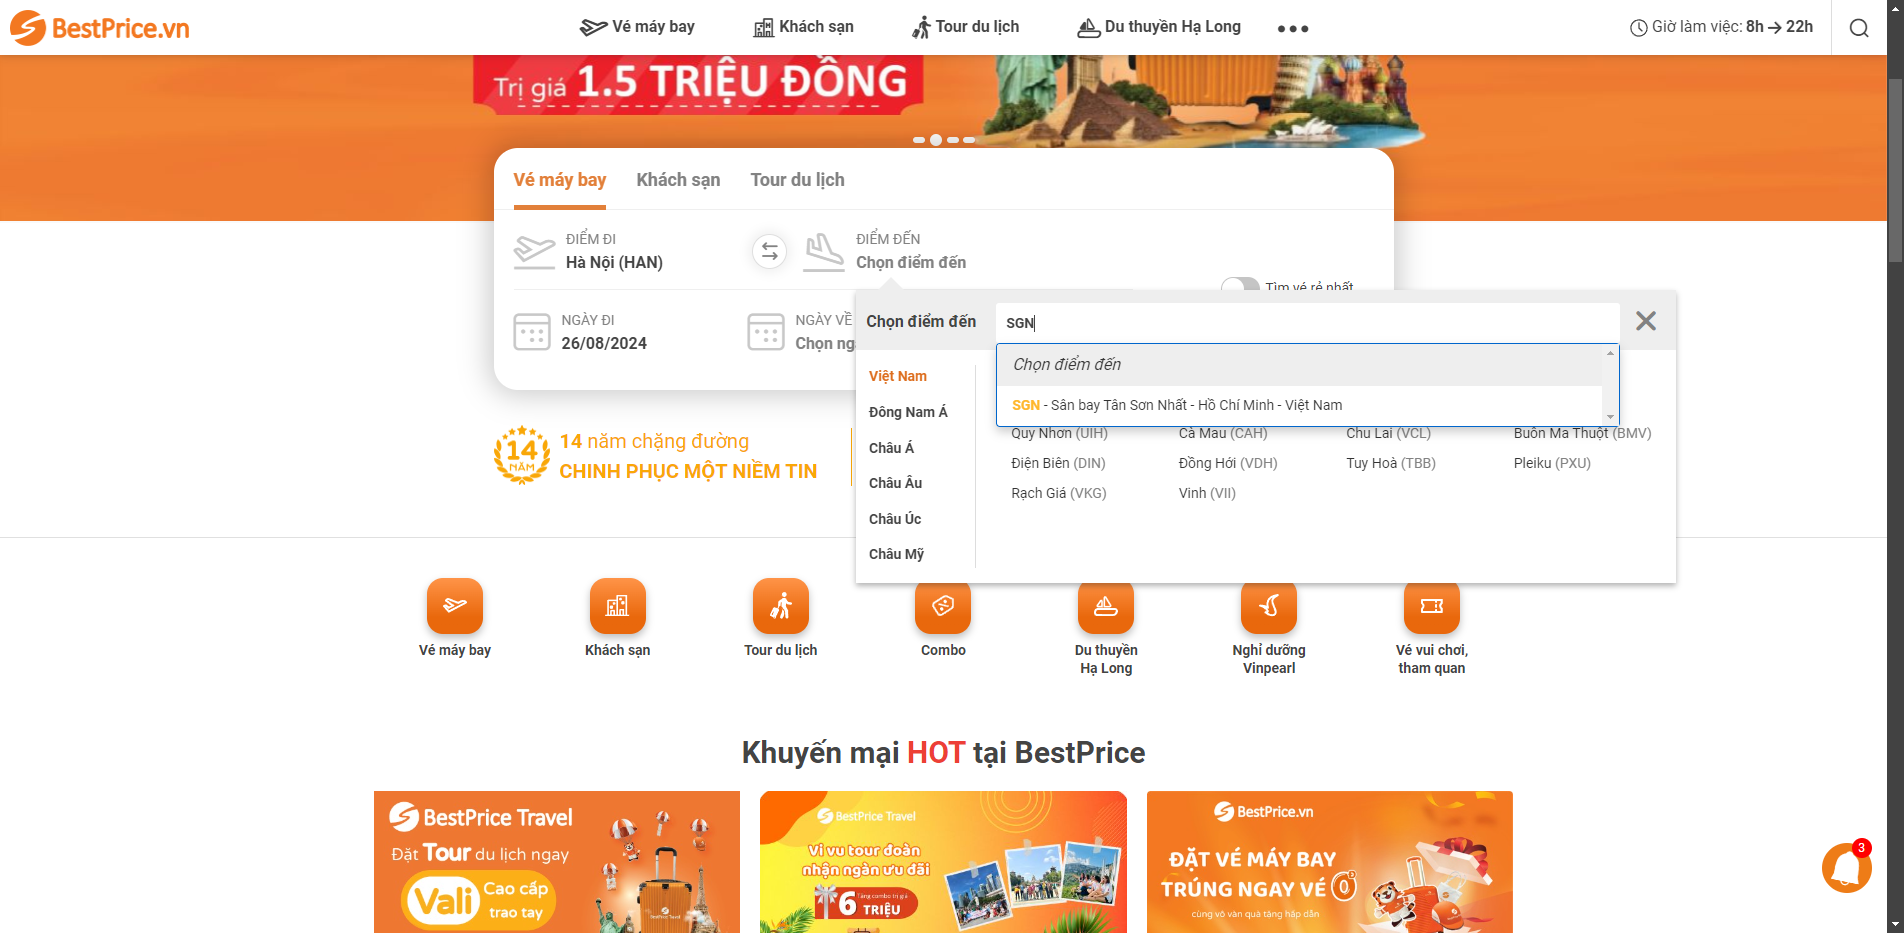 BestPrice.vn
Vé máy bay
Khách sạn
Tour du lịch
Du thuyền Hạ Long
Giờ làm việc: 8h → 22h
Trị giá 1.5 TRIỆU ĐỒNG
Vé máy bay
Khách sạn
Tour du lịch
ĐIỂM ĐI
Hà Nội (HAN)
ĐIỂM ĐẾN
Chọn điểm đến
Tìm vé rẻ nhất
NGÀY ĐI
26/08/2024
NGÀY VỀ
Chọn
Chọn điểm đến
SGN
Chọn điểm đến
SGN - Sân bay Tân Sơn Nhất - Hồ Chí Minh - Việt Nam
Việt Nam
Đông Nam Á
Châu Á
Châu Âu
Châu Úc
Châu Mỹ
Quy Nhơn (UIH)
Cà Mau (CAH)
Chu Lai (VCL)
Buôn Ma Thuột (BMV)
Điện Biên (DIN)
Đồng Hới (VDH)
Tuy Hoà (TBB)
Pleiku (PXU)
Rạch Giá (VKG)
Vinh (VII)
14 NĂM
14 năm chặng đường
CHINH PHỤC MỘT NIỀM TIN
Vé máy bay
Khách sạn
Tour du lịch
Combo
Du thuyền
Hạ Long
Nghỉ dưỡng
Vinpearl
Vé vui chơi,
tham quan
Khuyến mại HOT tại BestPrice
BestPrice Travel
Đặt Tour du lịch ngay
Vali Cao cấp
trao tay
BestPrice Travel
BestPrice Travel
Vi vu tour đoàn
nhận ngàn ưu đãi
Tặng combo trị giá
6 TRIỆU
BestPrice.vn
ĐẶT VÉ MÁY BAY
TRÚNG NGAY VÉ 0đ
cùng vô vàn quà tặng hấp dẫn
3